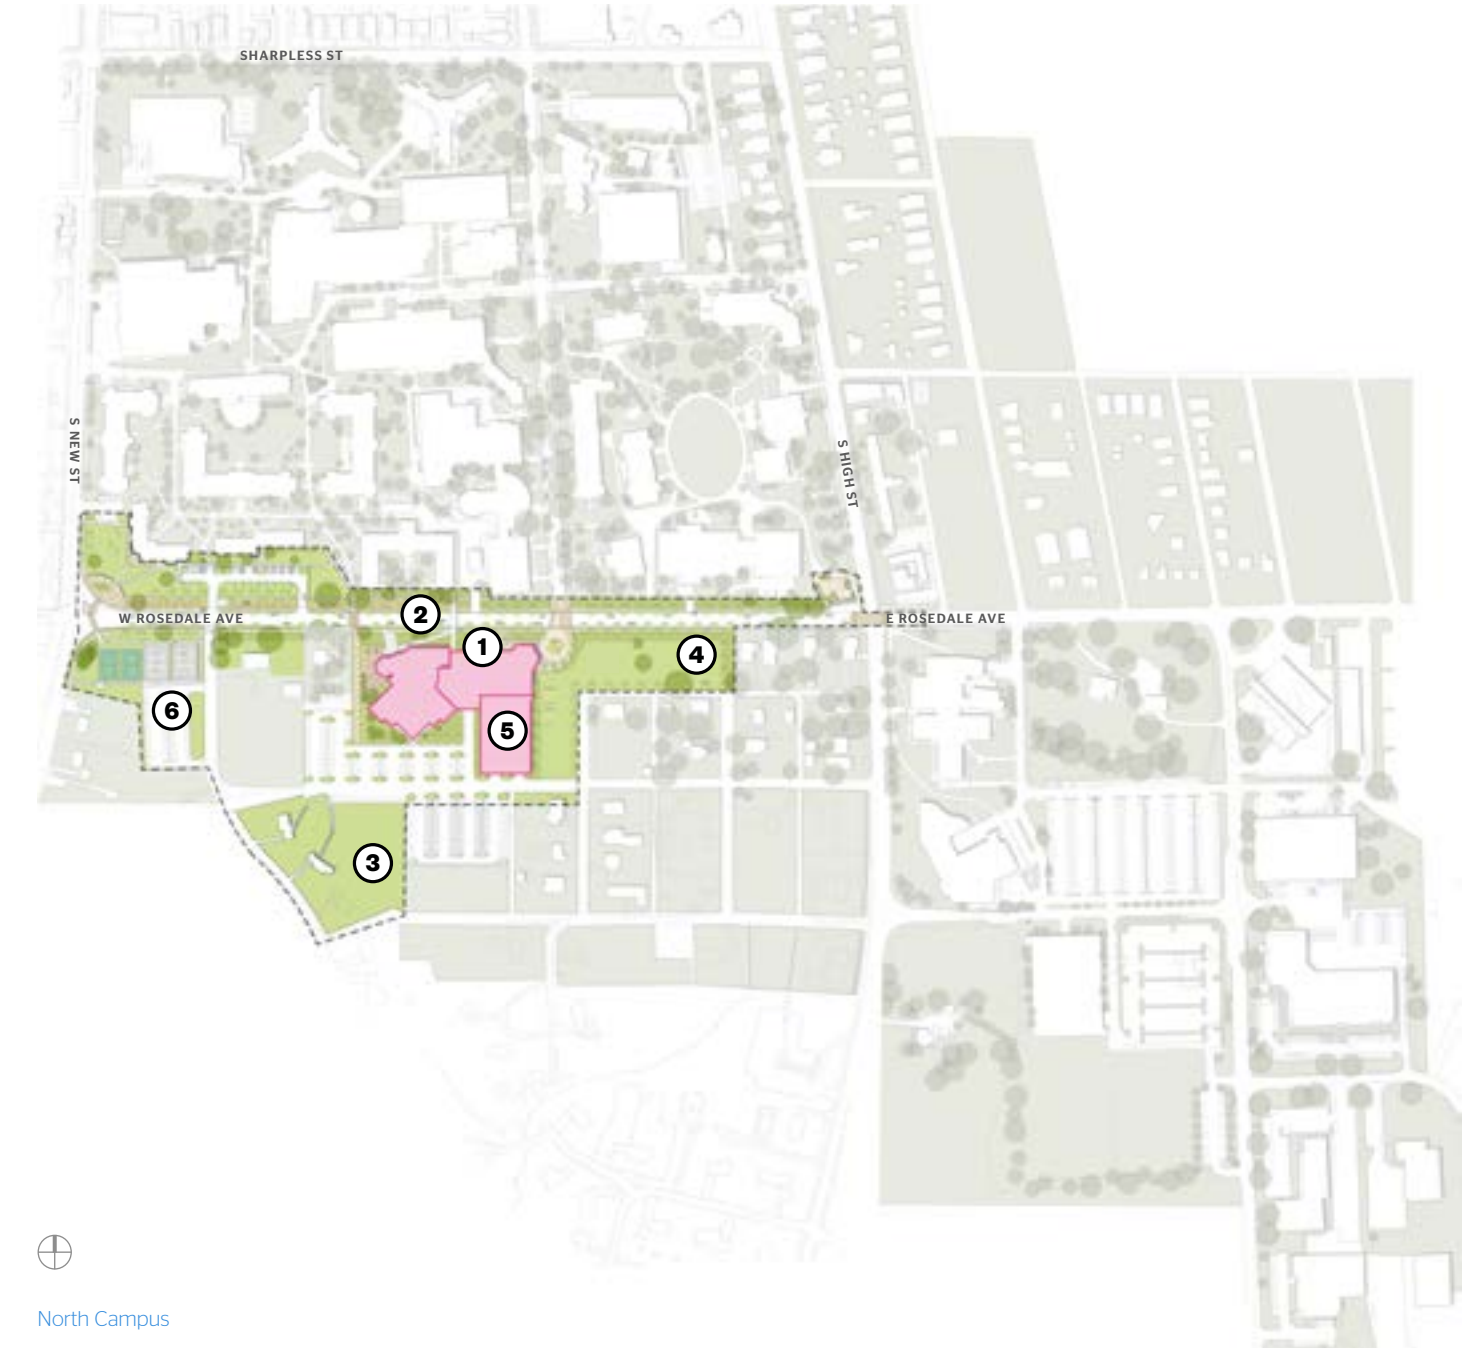 SHARPLESS ST
S NEW ST
S HIGH ST
W ROSEDALE AVE
E ROSEDALE AVE
2
1
4
6
5
3
North Campus